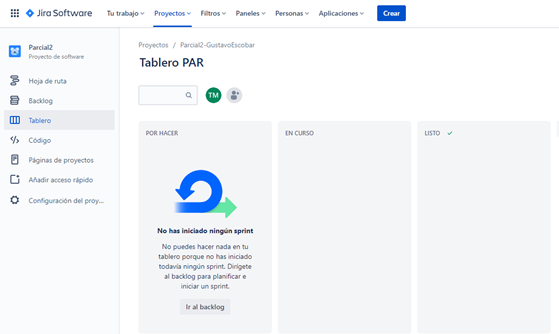 Jira Software Tu trabajo Proyectos Filtros Paneles Personas Aplicaciones Crear
Parcial2
Proyecto de software
Hoja de ruta
Backlog
Tablero
Código
Páginas de proyectos
Añadir acceso rápido
Configuración del proy...
Proyectos / Parcial2-GustavoEscobar
Tablero PAR
TM
POR HACER
EN CURSO
LISTO
No has iniciado ningún sprint
No puedes hacer nada en tu
tablero porque no has iniciado
todavía ningún sprint. Dirígete
al backlog para planificar e
iniciar un sprint.
Ir al backlog